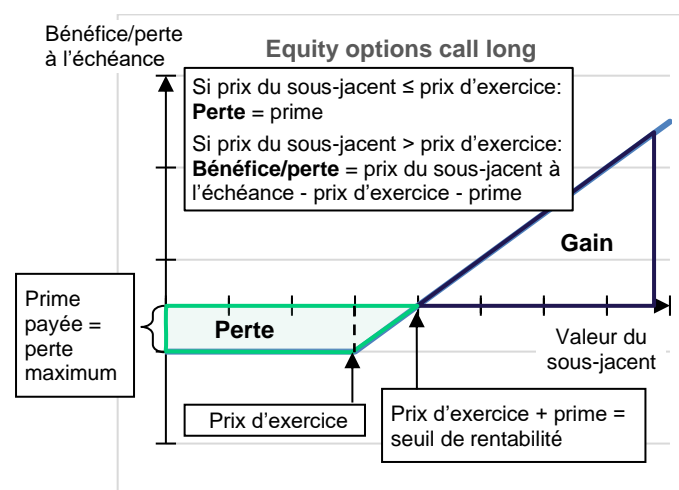 Bénéfice/perte
à l'échéance
Equity options call long
Si prix du sous-jacent ≤ prix d'exercice:
Perte = prime
Si prix du sous-jacent > prix d'exercice:
Bénéfice/perte = prix du sous-jacent à
l'échéance - prix d'exercice - prime
Gain
Prime
payée =
perte
maximum
Perte
Valeur du
sous-jacent
Prix d'exercice
Prix d'exercice + prime =
seuil de rentabilité